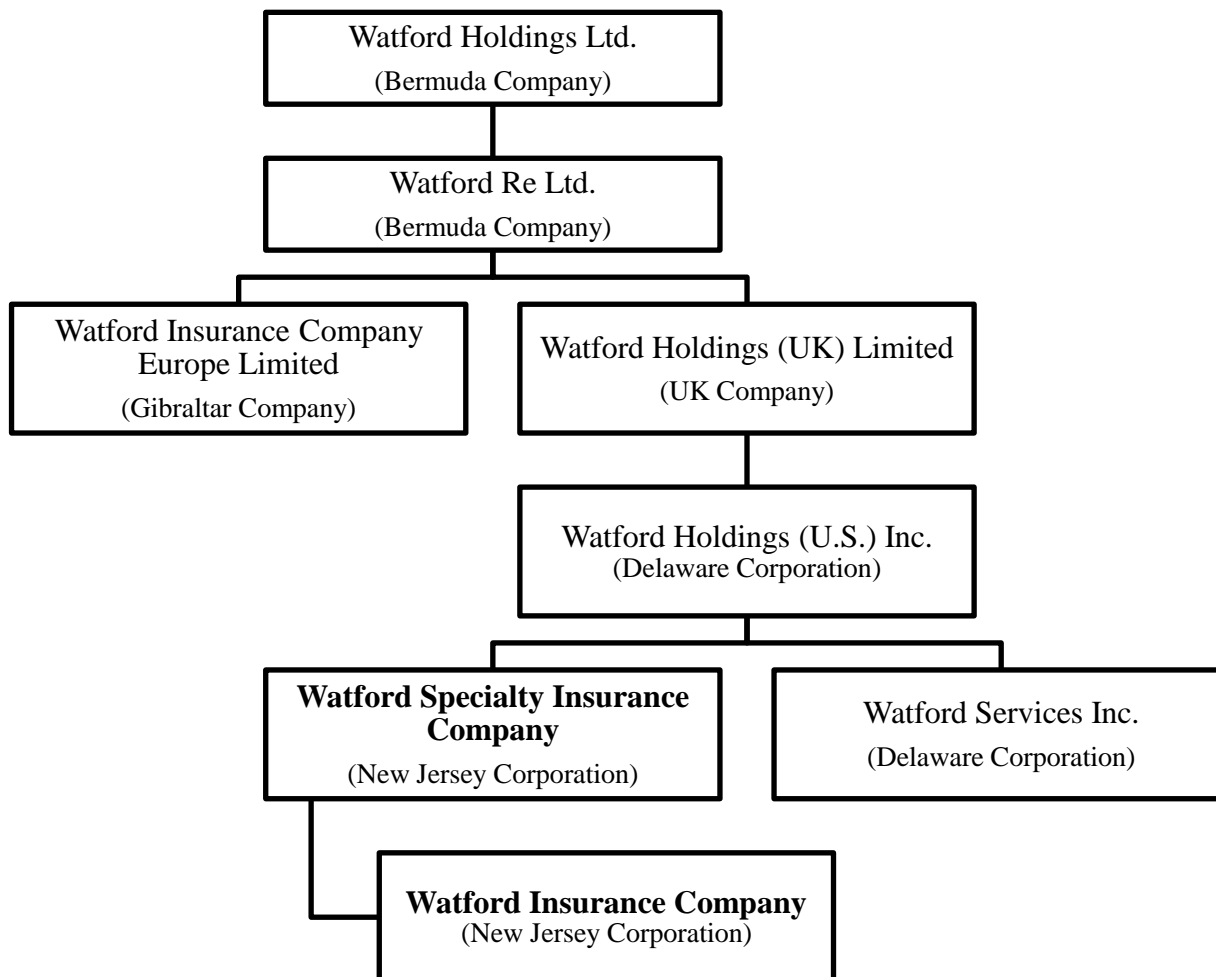 Watford Holdings Ltd.
(Bermuda Company)
Watford Re Ltd.
(Bermuda Company)
Watford Insurance Company
Europe Limited
(Gibraltar Company)
Watford Holdings (UK) Limited
(UK Company)
Watford Holdings (U.S.) Inc.
(Delaware Corporation)
Watford Specialty Insurance
Company
(New Jersey Corporation)
Watford Services Inc.
(Delaware Corporation)
Watford Insurance Company
(New Jersey Corporation)